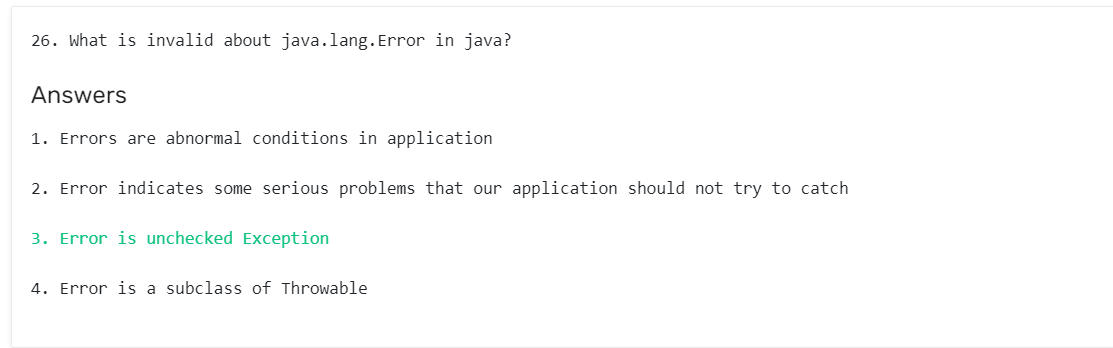 26. What is invalid about java.lang.Error in java?
Answers
1. Errors are abnormal conditions in application
2. Error indicates some serious problems that our application should not try to catch
3. Error is unchecked Exception
4. Error is a subclass of Throwable